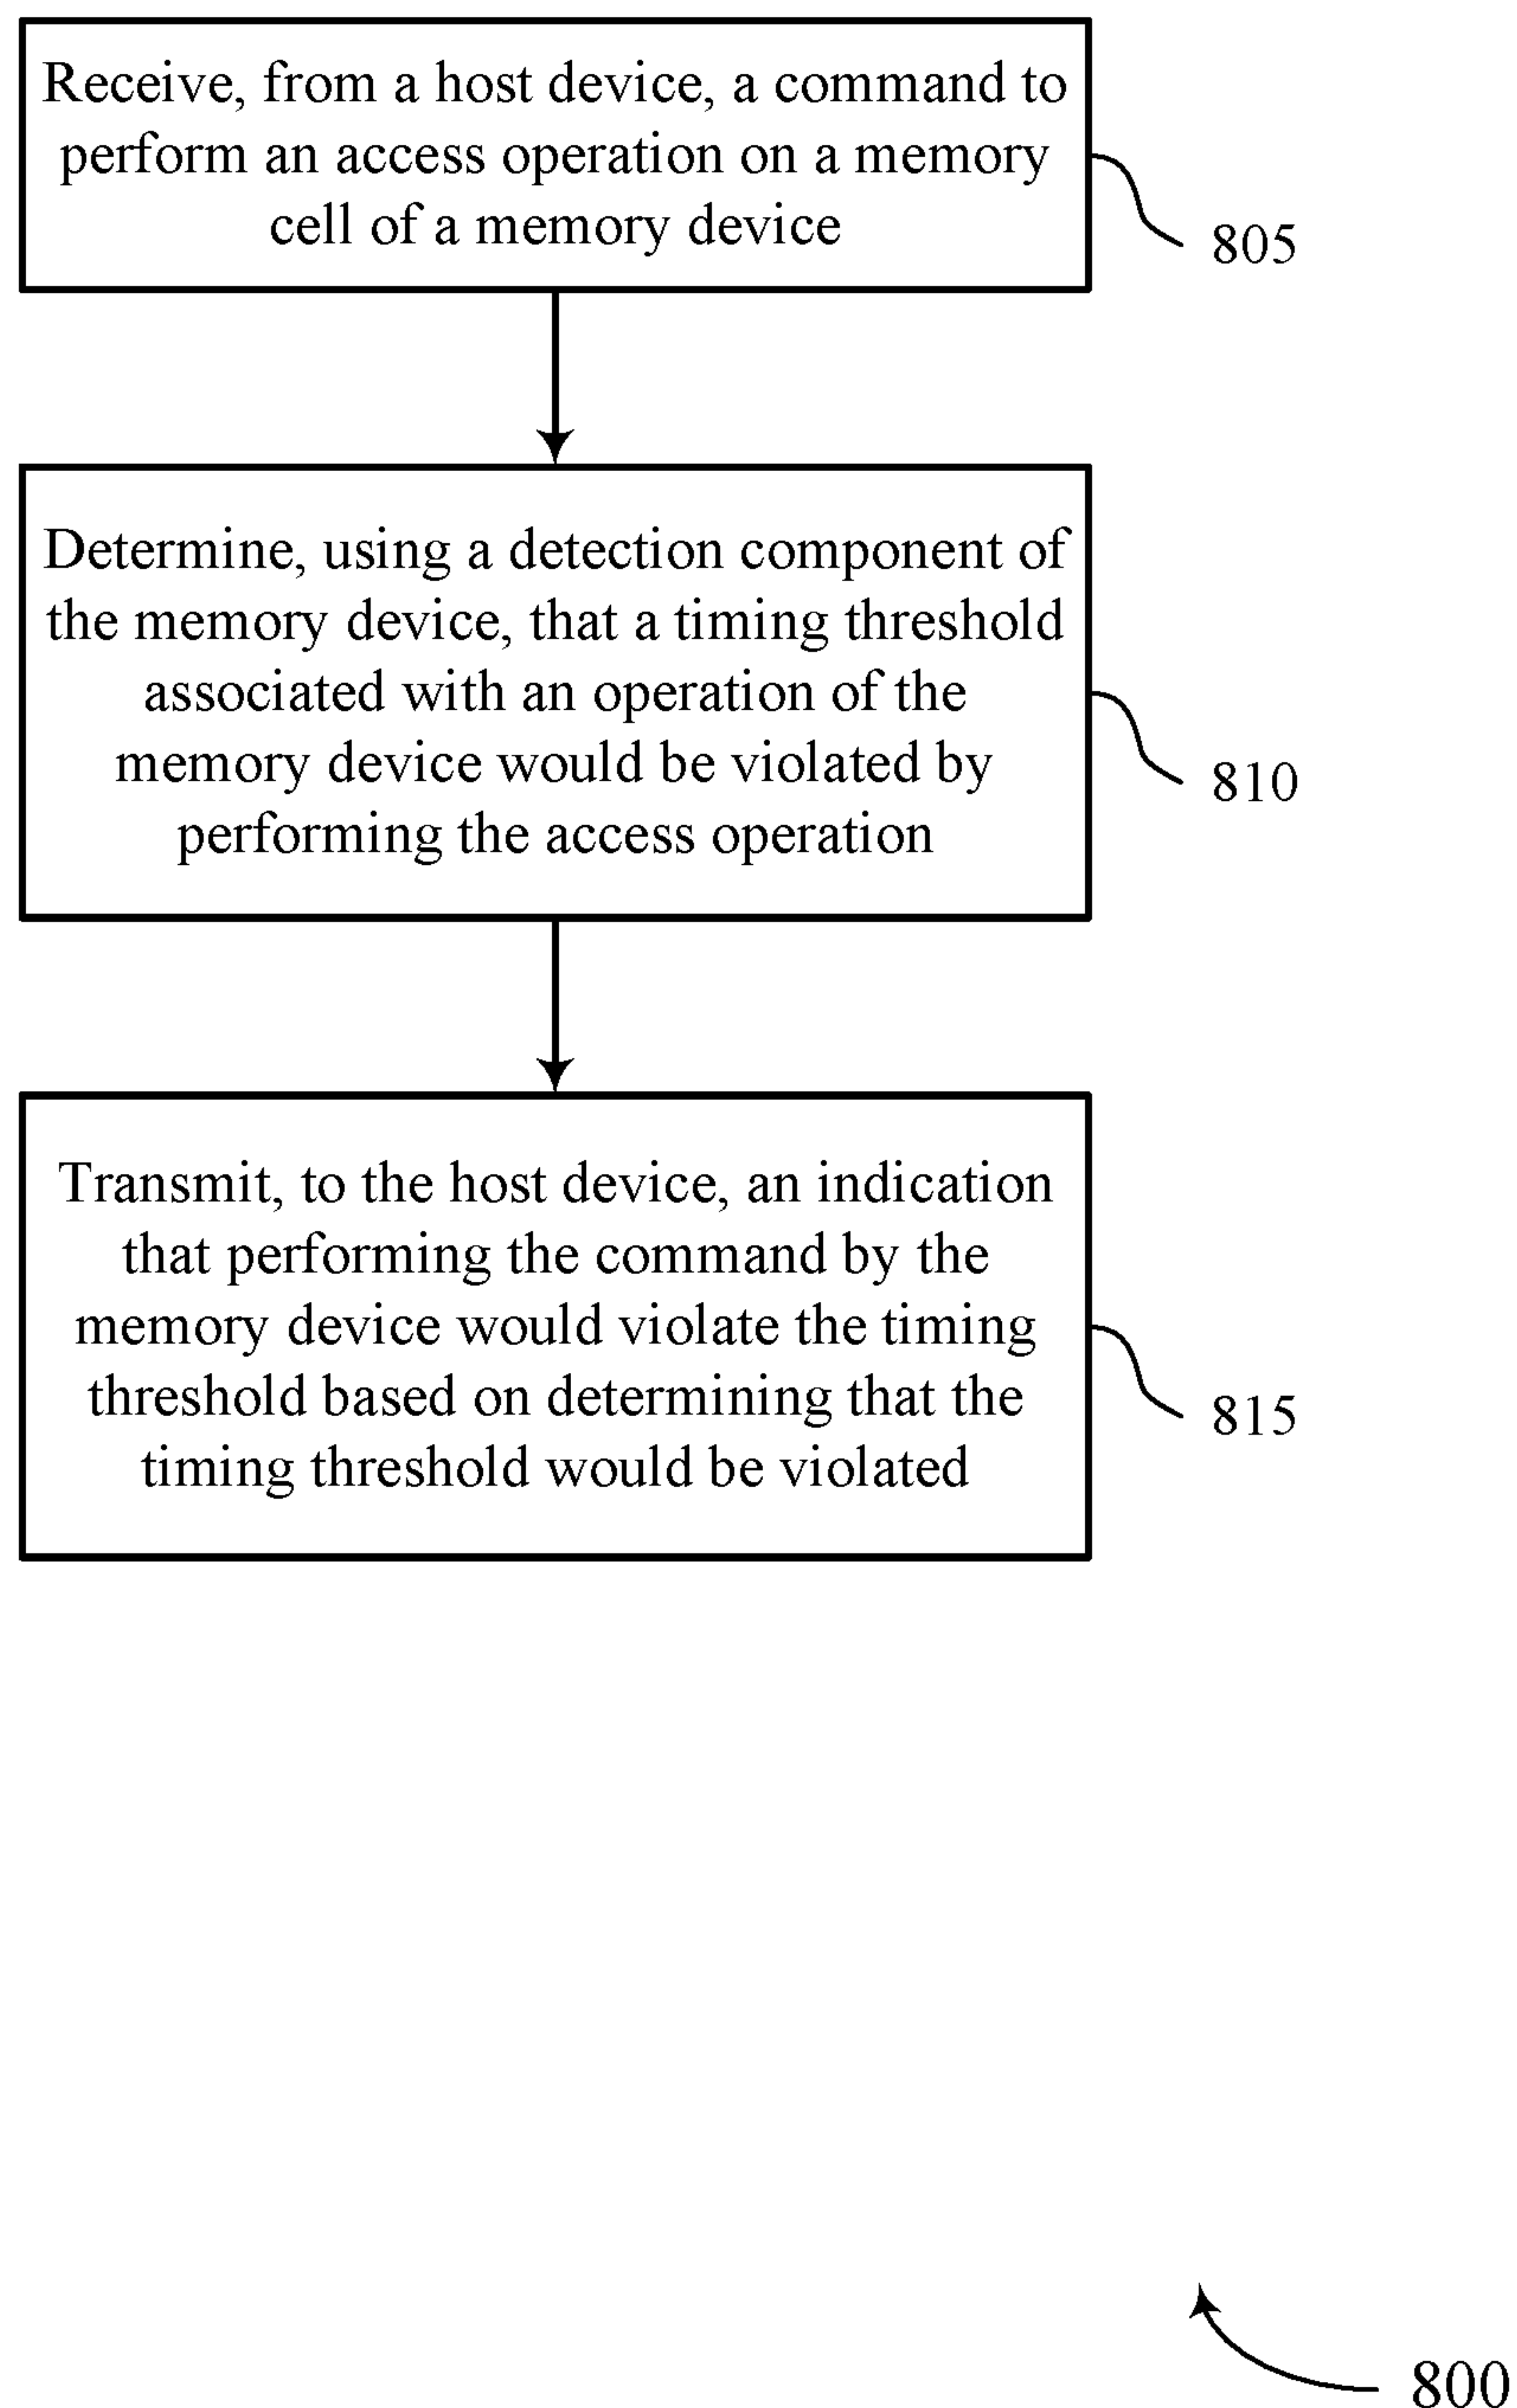 Receive, from a host device, a command to
perform an access operation on a memory
cell of a memory device
805
Determine, using a detection component of
the memory device, that a timing threshold
associated with an operation of the
memory device would be violated by
performing the access operation
810
Transmit, to the host device, an indication
that performing the command by the
memory device would violate the timing
threshold based on determining that the
timing threshold would be violated
815
800